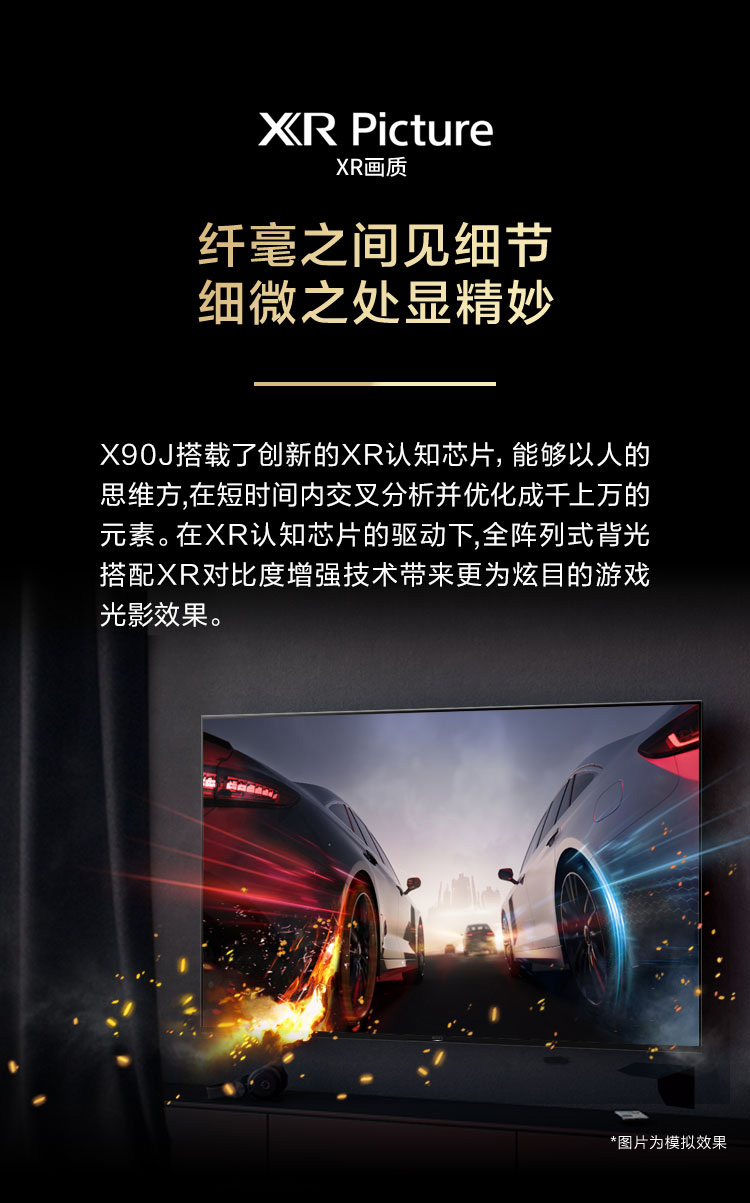 XR Picture
XR画质
纤毫之间见细节
细微之处显精妙
X90J搭载了创新的XR认知芯片, 能够以人的
思维方,在短时间内交叉分析并优化成千上万的
元素。在XR认知芯片的驱动下,全阵列式背光
搭配XR对比度增强技术带来更为炫目的游戏
光影效果。
*图片为模拟效果